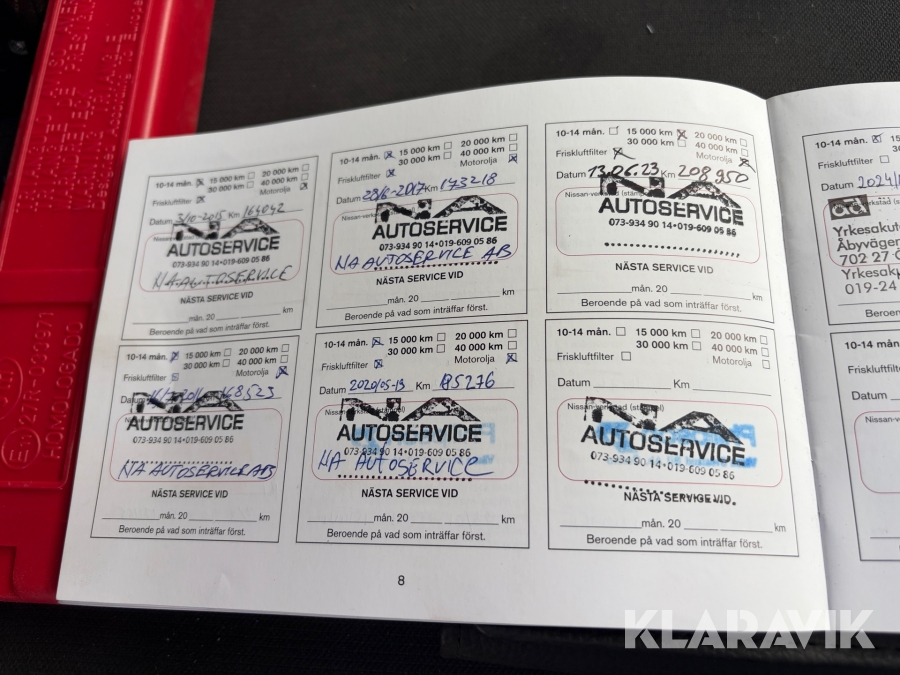 10-14 mån. 15 000 km 20 000 km
30 000 km 40 000 km
Friskluftfilter Motorolja
Datum 3/10-2015 Km 164042
AUTOSERVICE
073-934 90 14 • 019-609 05 86
NA AUTOSERVICE
NÄSTA SERVICE VID
mån. 20 km
Beroende på vad som inträffar först.
10-14 mån. 15 000 km 20 000 km
30 000 km 40 000 km
Friskluftfilter Motorolja
Datum 168523
AUTOSERVICE
073-934 90 14 • 019-609 05 86
NA AUTOSERVICE AB
NÄSTA SERVICE VID
mån. 20 km
Beroende på vad som inträffar först.
10-14 mån. 15 000 km 20 000 km
30 000 km 40 000 km
Friskluftfilter Motorolja
Datum 28/6-2017 Km 173218
NA
AUTOSERVICE
073-934 90 14 • 019-609 05 86
NA AUTOSERVICE AB
NÄSTA SERVICE VID
mån. 20 km
Beroende på vad som inträffar först.
10-14 mån. 15 000 km 20 000 km
30 000 km 40 000 km
Friskluftfilter Motorolja
Datum 2020/05-13 Km 185276
NA
AUTOSERVICE
073-934 90 14 • 019-609 05 86
NA AUTOSERVICE
NÄSTA SERVICE VID
mån. 20 km
Beroende på vad som inträffar först.
10-14 mån. 15 000 km 20 000 km
30 000 km 40 000 km
Friskluftfilter Motorolja
Datum 13.06.23 Km 208950
NA
AUTOSERVICE
073-934 90 14 • 019-609 05 86
NÄSTA SERVICE VID
mån. 20 km
Beroende på vad som inträffar först.
10-14 mån. 15 000 km 20 000 km
30 000 km 40 000 km
Friskluftfilter Motorolja
Datum Km
Nissan-verkstad (stämpel)
NA
AUTOSERVICE
073-934 90 14 • 019-609 05 86
NÄSTA SERVICE VID
mån. 20 km
Beroende på vad som inträffar först.
8
10-14 mån. 15
30
Friskluftfilter
Datum 2024/
ad
Yrkesakut
Åbyväger
702 27 Ö
Yrkesak
019-24
Beroende
10-14 mån. 15
30
Friskluftfilter
Datum
Nissan-ver
KLARAVIK